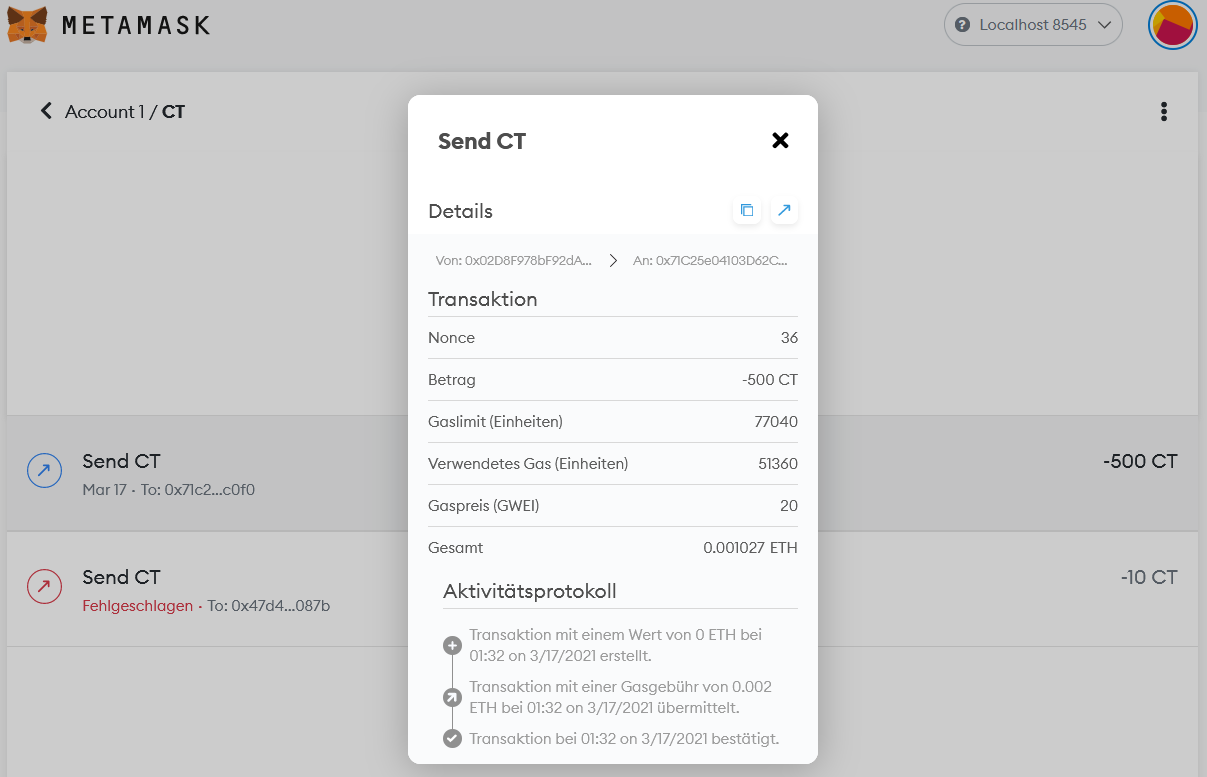 METAMASK
Localhost 8545
Account 1 / CT
Send CT
Details
Von: 0x02D8F978bF92dA... An: 0x71C25e04103D62C...
Transaktion
Nonce 36
Betrag -500 CT
Gaslimit (Einheiten) 77040
Verwendetes Gas (Einheiten) 51360
Gaspreis (GWEI) 20
Gesamt 0.001027 ETH
Aktivitätsprotokoll
Transaktion mit einem Wert von 0 ETH bei
01:32 on 3/17/2021 erstellt.
Transaktion mit einer Gasgebühr von 0.002
ETH bei 01:32 on 3/17/2021 übermittelt.
Transaktion bei 01:32 on 3/17/2021 bestätigt.
Send CT -500 CT
Mar 17 · To: 0x71c2...c0f0
Send CT -10 CT
Fehlgeschlagen · To: 0x47d4...087b